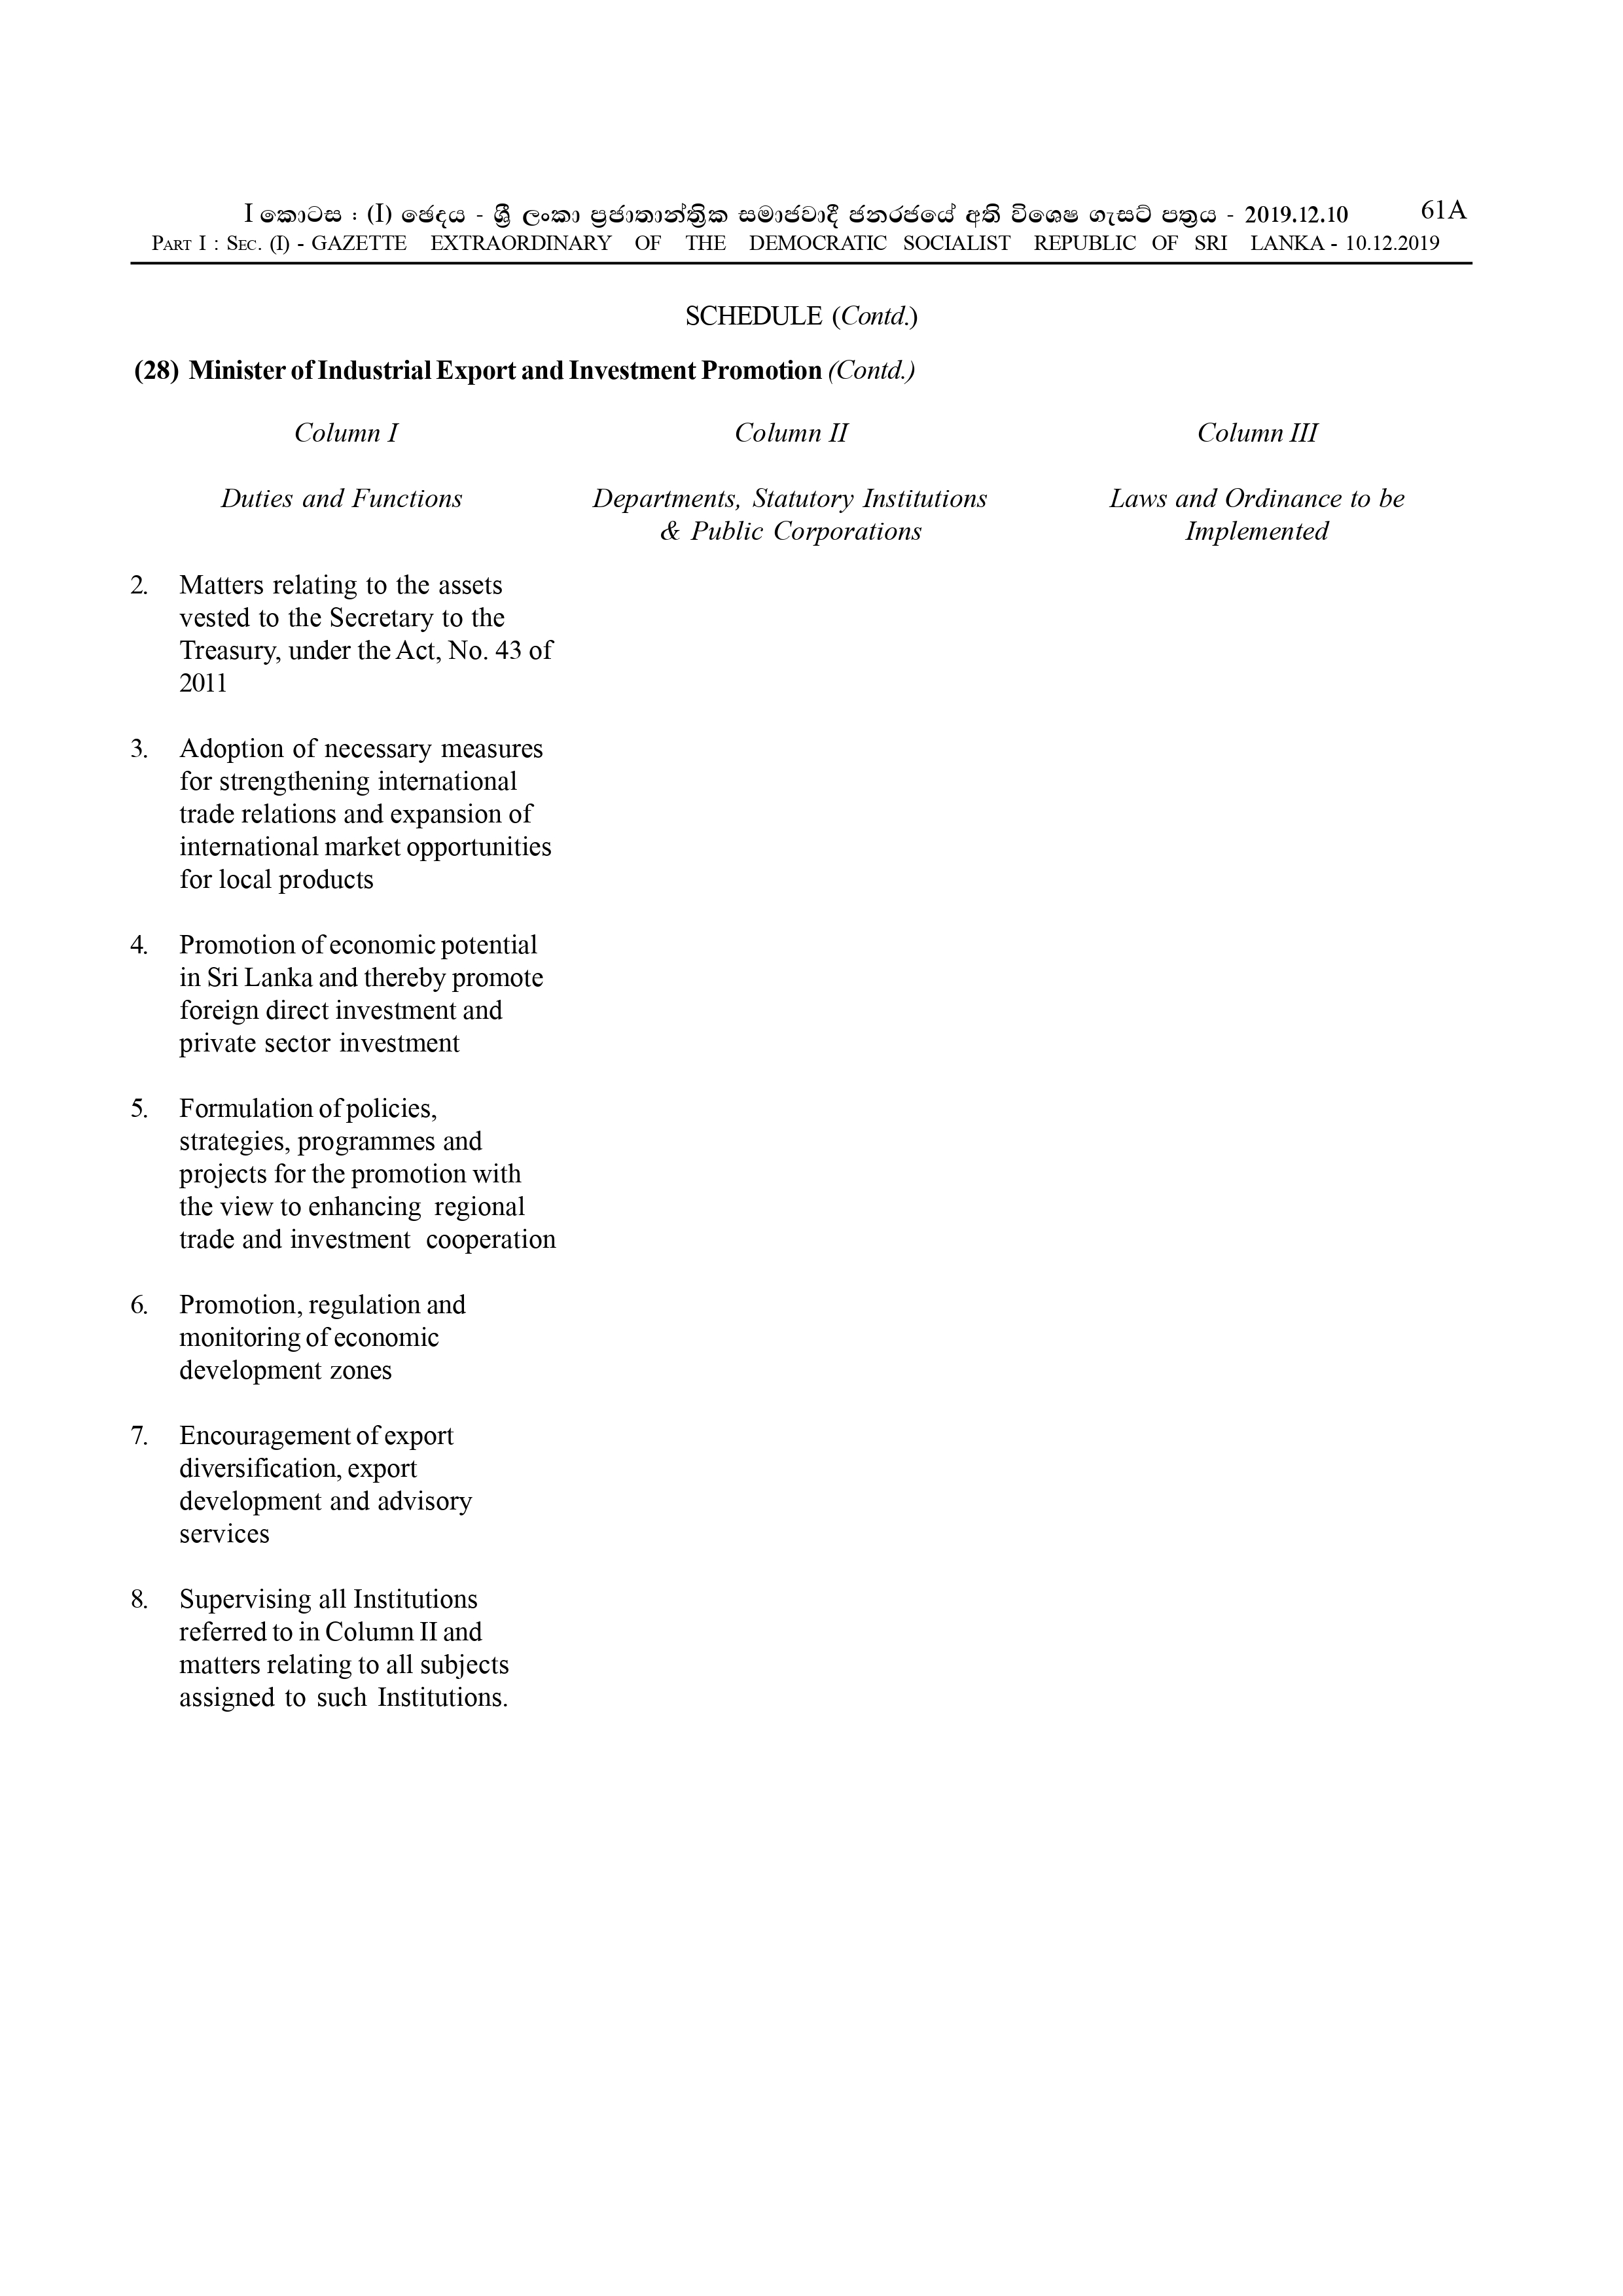 I කොටස : (I) ඡෙදය - ශ්‍රී ලංකා ප්‍රජාතාන්ත්‍රික සමාජවාදී ජනරජයේ අති විශෙෂ ගැසට් පත්‍රය - 2019.12.10 61A
PART I : SEC. (I) - GAZETTE EXTRAORDINARY OF THE DEMOCRATIC SOCIALIST REPUBLIC OF SRI LANKA - 10.12.2019
SCHEDULE (Contd.)
(28) Minister of Industrial Export and Investment Promotion (Contd.)
Column I Column II Column III
Duties and Functions Departments, Statutory Institutions Laws and Ordinance to be
& Public Corporations Implemented
2. Matters relating to the assets
vested to the Secretary to the
Treasury, under the Act, No. 43 of
2011
3. Adoption of necessary measures
for strengthening international
trade relations and expansion of
international market opportunities
for local products
4. Promotion of economic potential
in Sri Lanka and thereby promote
foreign direct investment and
private sector investment
5. Formulation of policies,
strategies, programmes and
projects for the promotion with
the view to enhancing regional
trade and investment cooperation
6. Promotion, regulation and
monitoring of economic
development zones
7. Encouragement of export
diversification, export
development and advisory
services
8. Supervising all Institutions
referred to in Column II and
matters relating to all subjects
assigned to such Institutions.